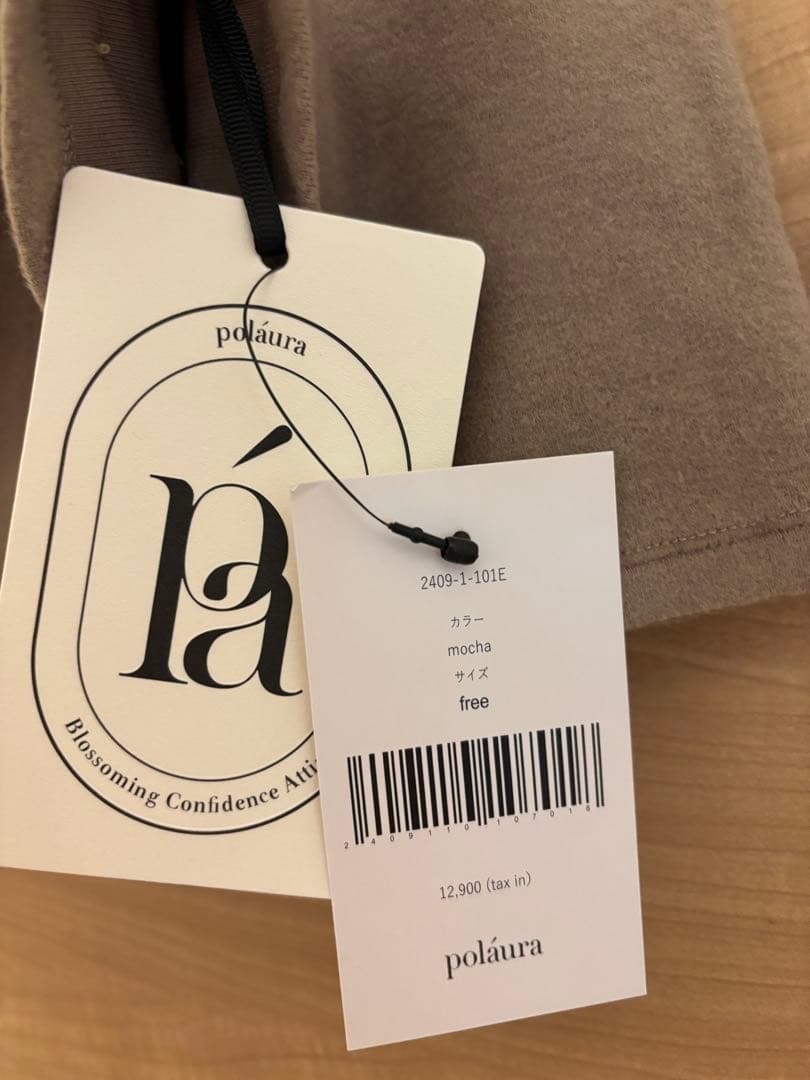 poláura
pá
Blossoming Confidence
2409-1-101E
カラー
mocha
サイズ
free
12,900 (tax in)
poláura